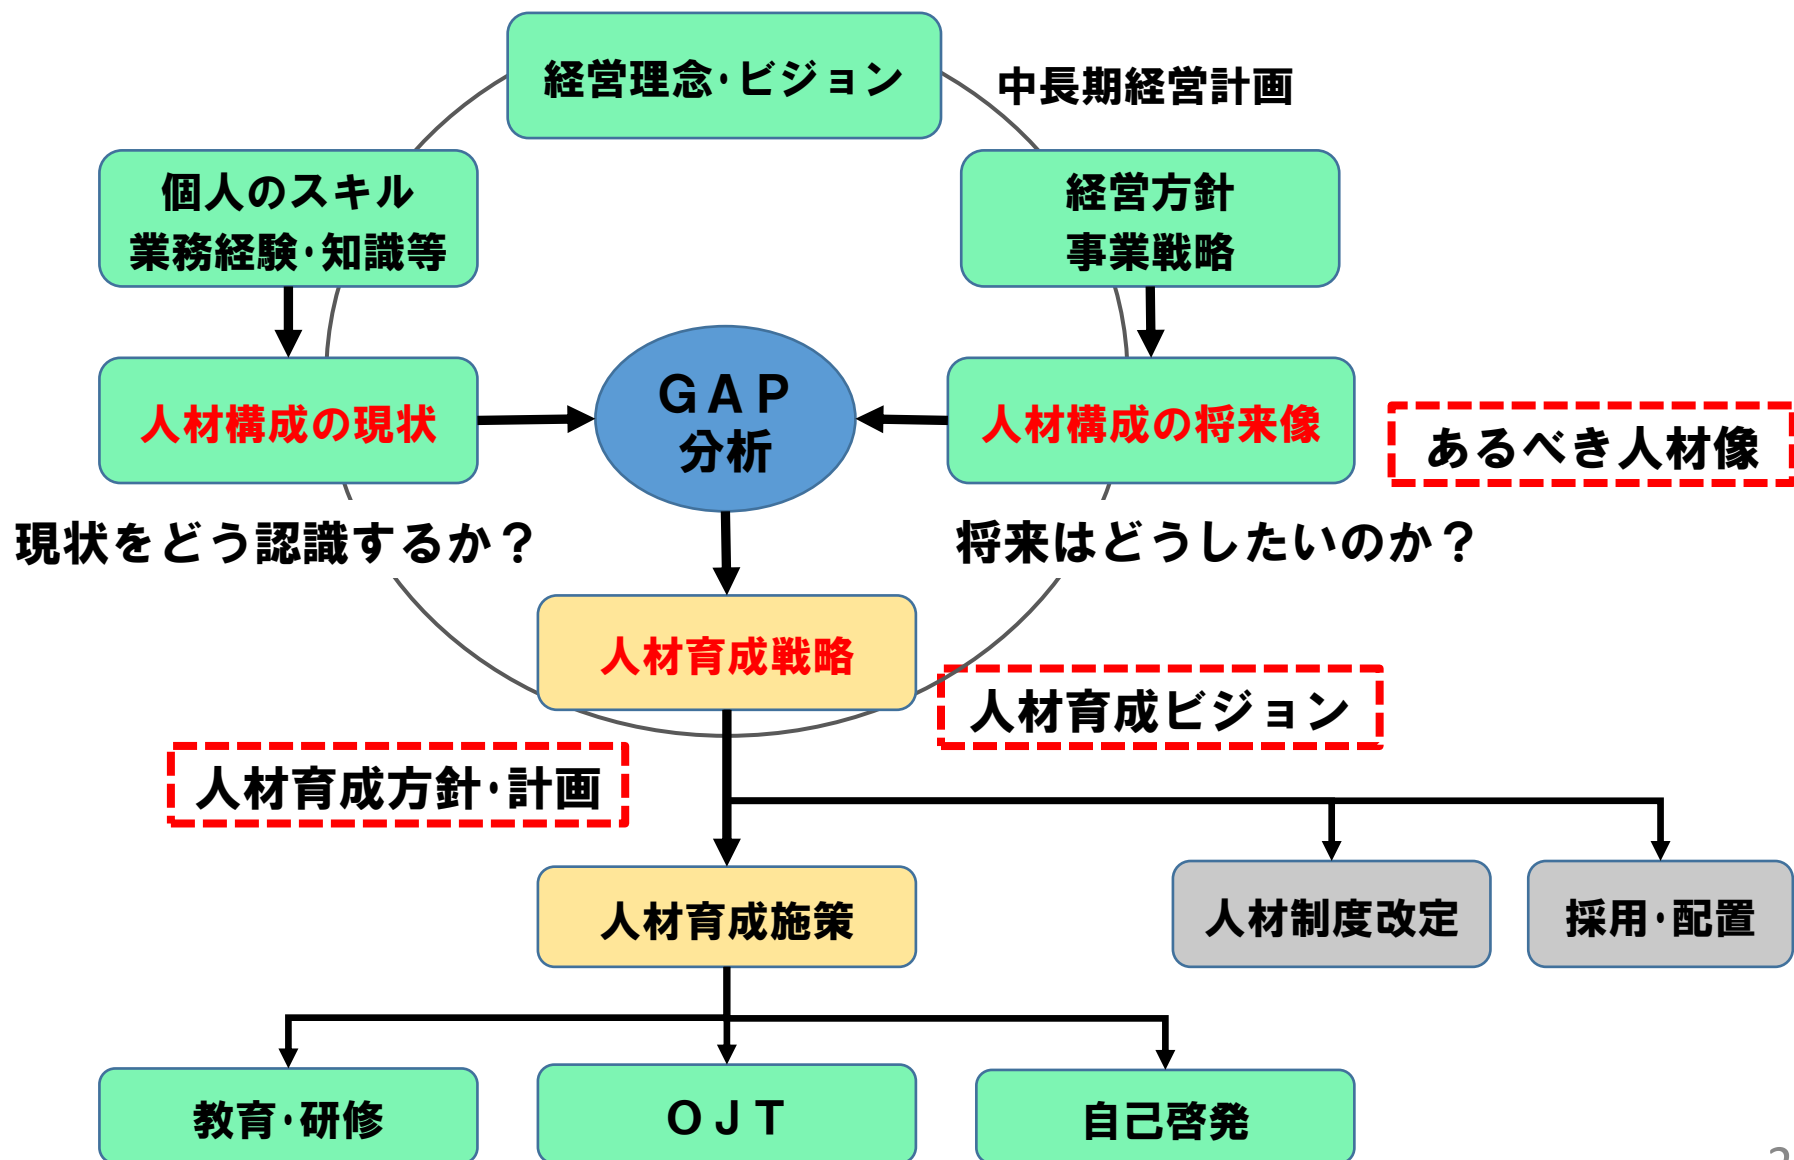 経営理念･ビジョン
中長期経営計画
個人のスキル
業務経験･知識等
経営方針
事業戦略
人材構成の現状
ＧＡＰ
分析
人材構成の将来像
あるべき人材像
現状をどう認識するか？
将来はどうしたいのか？
人材育成戦略
人材育成ビジョン
人材育成方針･計画
人材育成施策
人材制度改定
採用･配置
教育･研修
ＯＪＴ
自己啓発